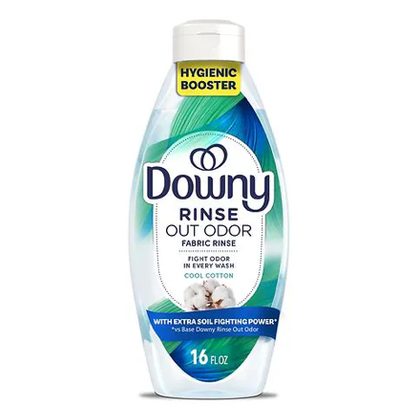 HYGIENIC
BOOSTER
Downy
RINSE
OUT ODOR
FABRIC RINSE
FIGHT ODOR
IN EVERY WASH
COOL COTTON
WITH EXTRA SOIL FIGHTING POWER*
*vs Base Downy Rinse Out Odor
16 FL OZ